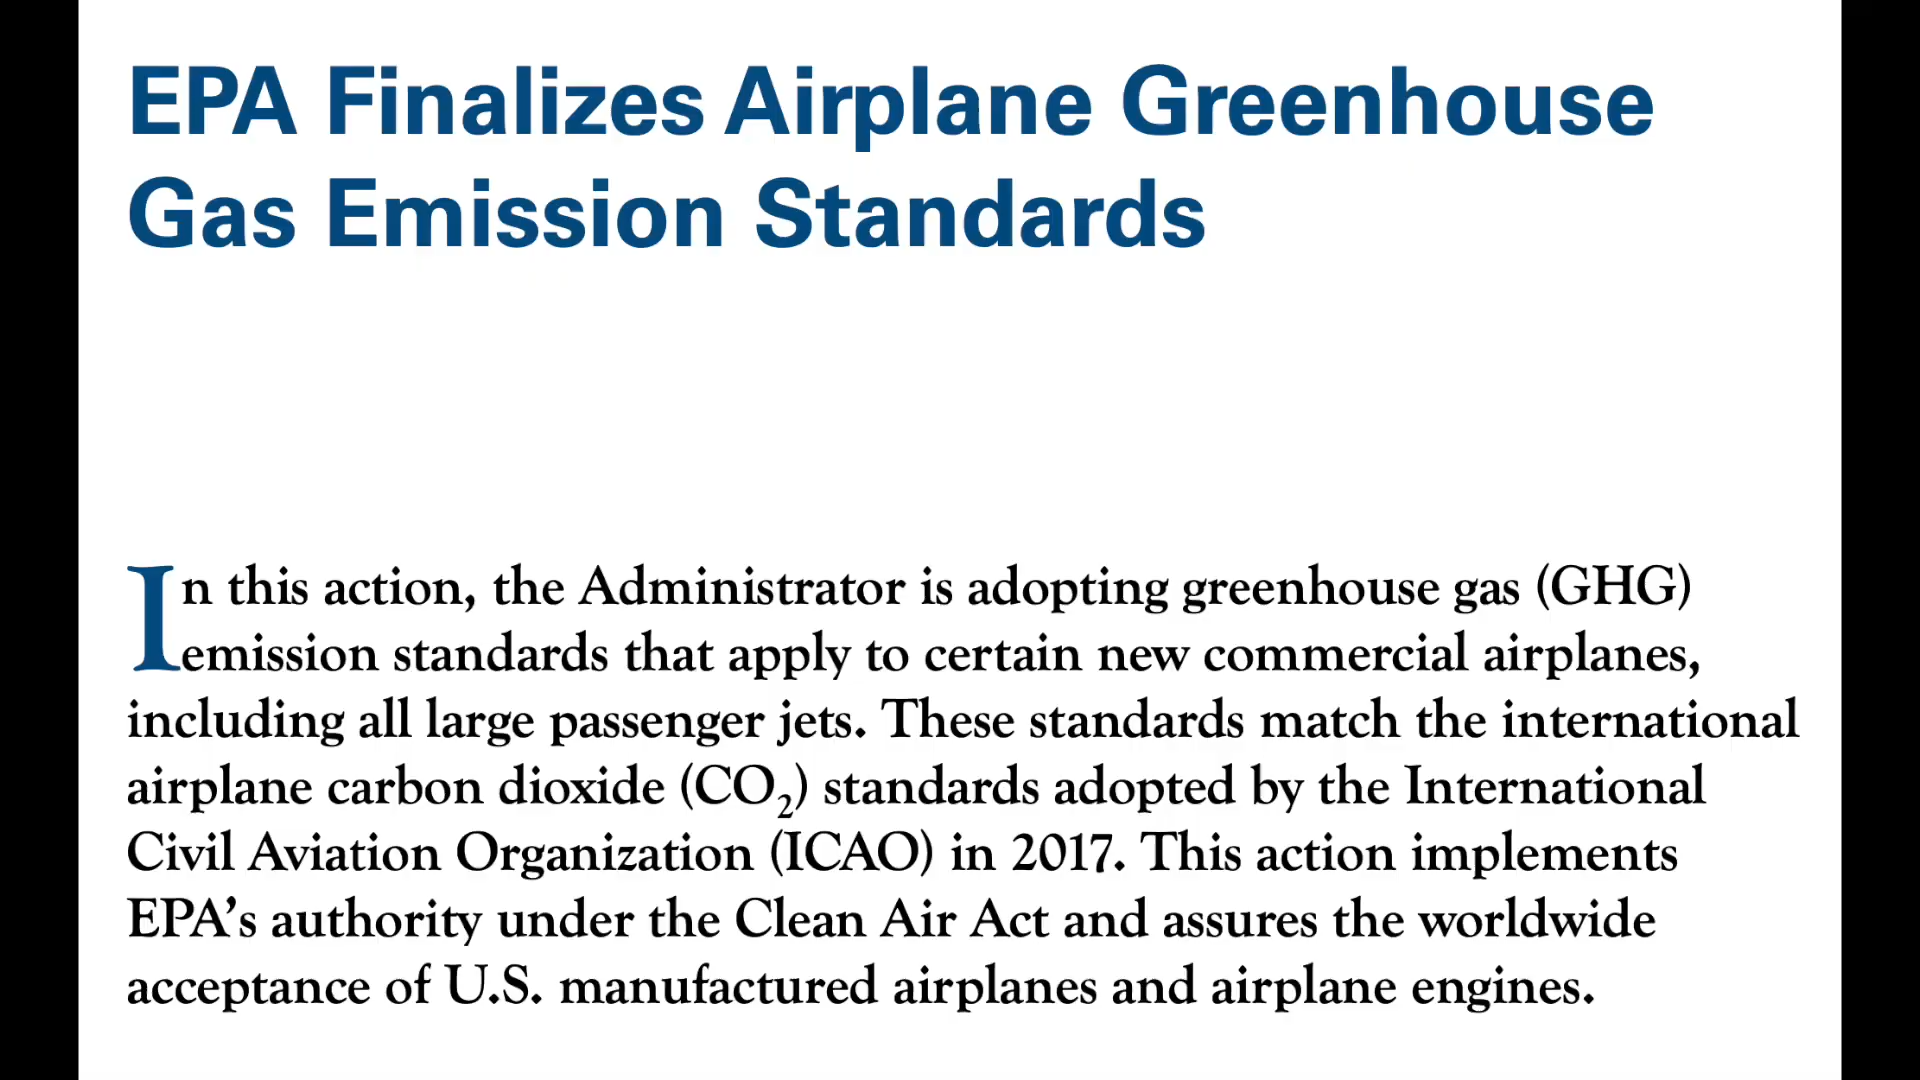 EPA Finalizes Airplane Greenhouse
Gas Emission Standards
In this action, the Administrator is adopting greenhouse gas (GHG)
emission standards that apply to certain new commercial airplanes,
including all large passenger jets. These standards match the international
airplane carbon dioxide (CO₂) standards adopted by the International
Civil Aviation Organization (ICAO) in 2017. This action implements
EPA’s authority under the Clean Air Act and assures the worldwide
acceptance of U.S. manufactured airplanes and airplane engines.